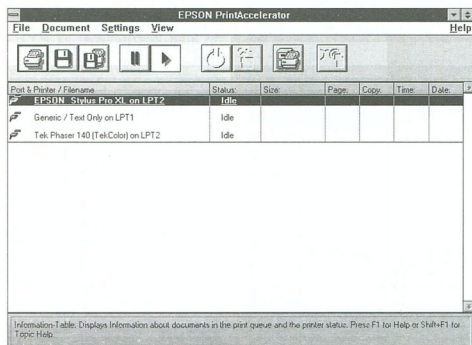 EPSON PrintAccelerator
File Document Settings View Help
Port & Printer / Filename Status: Size: Page: Copy: Time: Date:
EPSON Stylus Pro XL on LPT2 Idle
Generic / Text Only on LPT1 Idle
Tek Phaser 140 (TekColor) on LPT2 Idle
Information-Table. Displays Information about documents in the print queue and the printer status. Press F1 for Help or Shift+F1 for
Topic Help.